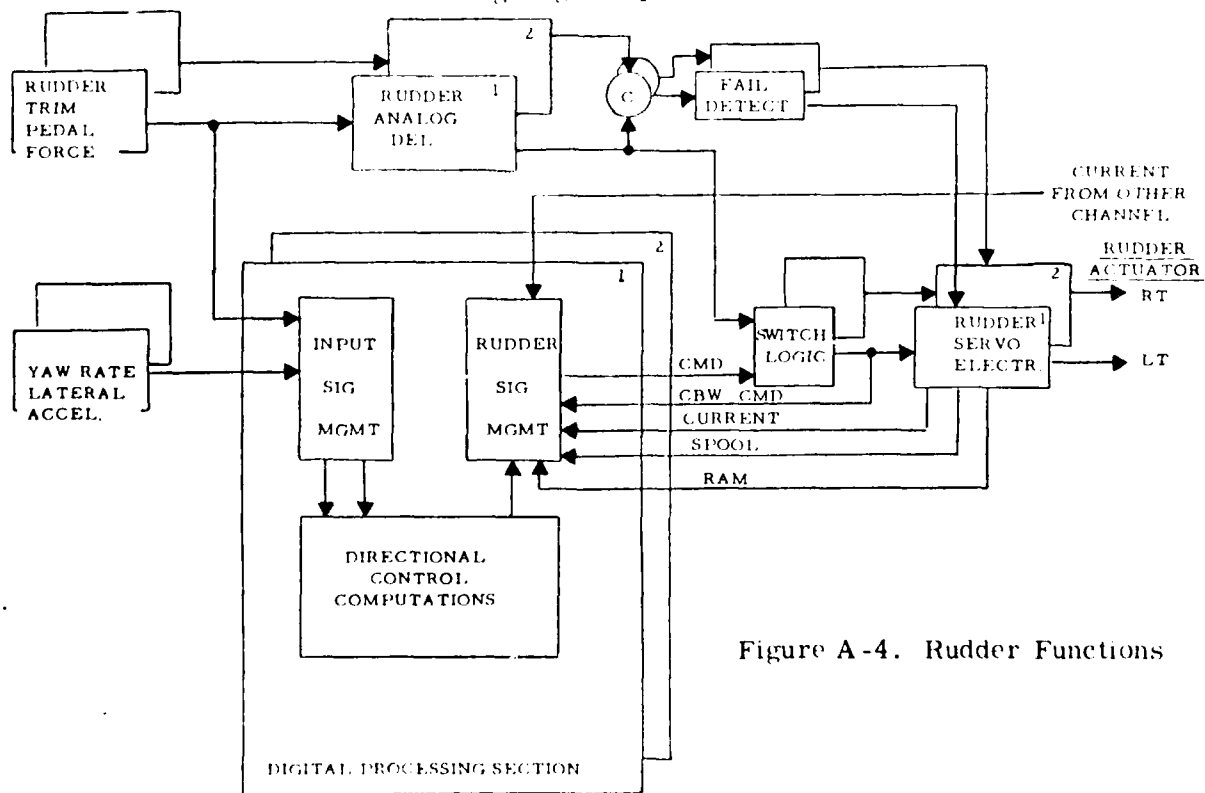 2
RUDDER
TRIM
PEDAL
FORCE
RUDDER 1
ANALOG
DEL
C
FAIL
DETECT
CURRENT
FROM OTHER
CHANNEL
2
1
RUDDER
ACTUATOR
2
RT
LT
YAW RATE
LATERAL
ACCEL.
INPUT
SIG
MGMT
RUDDER
SIG
MGMT
SWITCH
LOGIC
RUDDER 1
SERVO
ELECTR.
CMD
CBW CMD
CURRENT
SPOOL
RAM
DIRECTIONAL
CONTROL
COMPUTATIONS
DIGITAL PROCESSING SECTION
Figure A-4. Rudder Functions